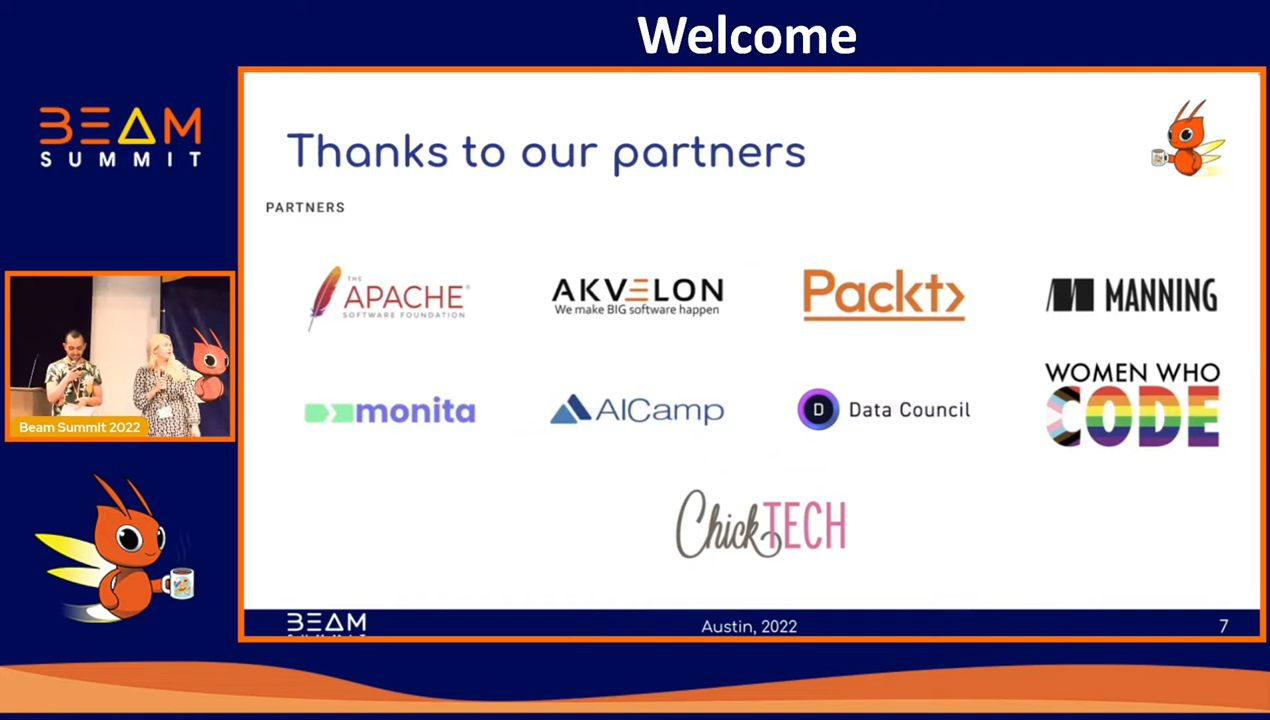 Welcome
BEAM
SUMMIT
Thanks to our partners
PARTNERS
THE
APACHE®
SOFTWARE FOUNDATION
AKVELON
We make BIG software happen
Packt
MANNING
monita
AICamp
D Data Council
WOMEN WHO
CODE
ChickTECH
Beam Summit 2022
BEAM
Austin, 2022
7